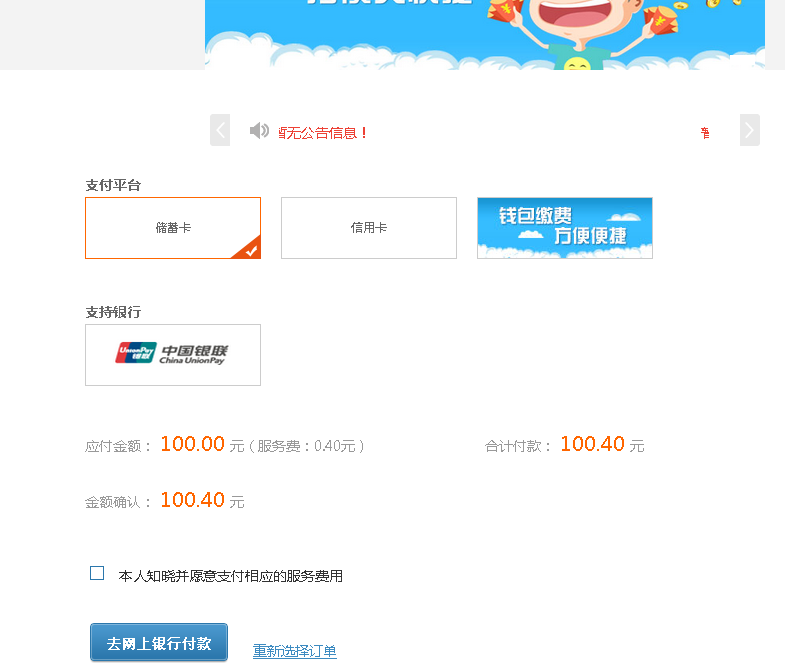 暂无公告信息！
支付平台
储蓄卡
信用卡
钱包缴费
方便便捷
支持银行
UnionPay
银联
中国银联
China UnionPay
应付金额： 100.00 元 ( 服务费：0.40元 )
合计付款： 100.40 元
金额确认： 100.40 元
本人知晓并愿意支付相应的服务费用
去网上银行付款
重新选择订单